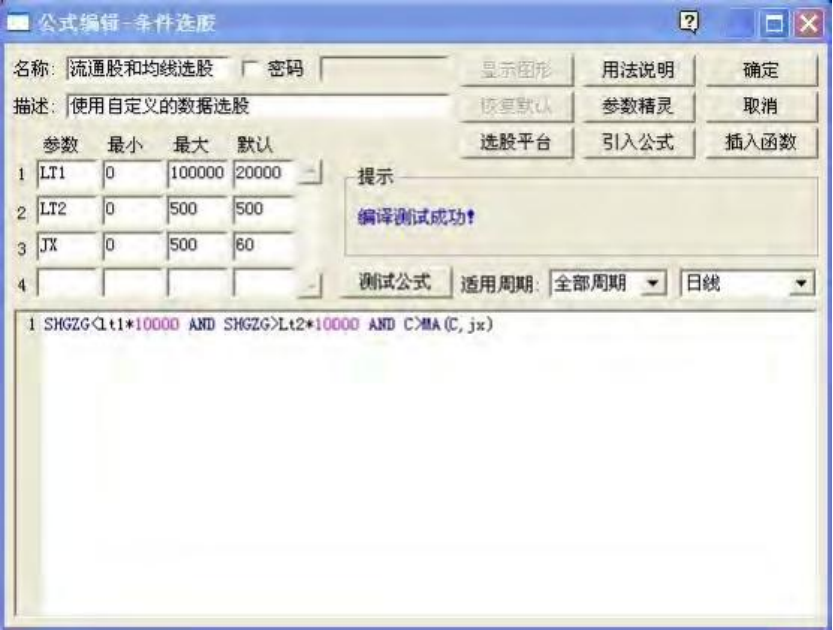 公式编辑-条件选股
名称: 流通股和均线选股 密码 显示图形 用法说明 确定
描述: 使用自定义的数据选股 恢复默认 参数精灵 取消
参数 最小 最大 默认 选股平台 引入公式 插入函数
1 LT1 0 100000 20000 提示
2 LT2 0 500 500 编译测试成功!
3 JX 0 500 60
4 测试公式 适用周期: 全部周期 日线
1 SHGZG<lt1*10000 AND SHGZG>Lt2*10000 AND C>MA(C,jx)